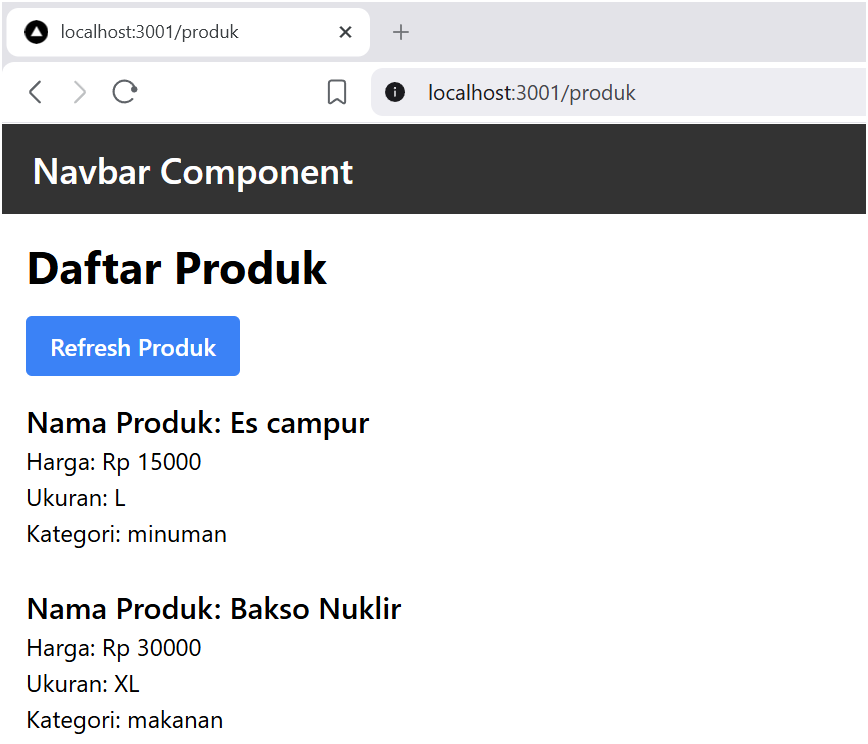 localhost:3001/produk
localhost:3001/produk
Navbar Component
Daftar Produk
Refresh Produk
Nama Produk: Es campur
Harga: Rp 15000
Ukuran: L
Kategori: minuman
Nama Produk: Bakso Nuklir
Harga: Rp 30000
Ukuran: XL
Kategori: makanan